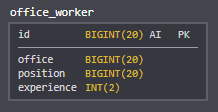 office_worker
id BIGINT(20) AI PK
office BIGINT(20)
position BIGINT(20)
experience INT(2)